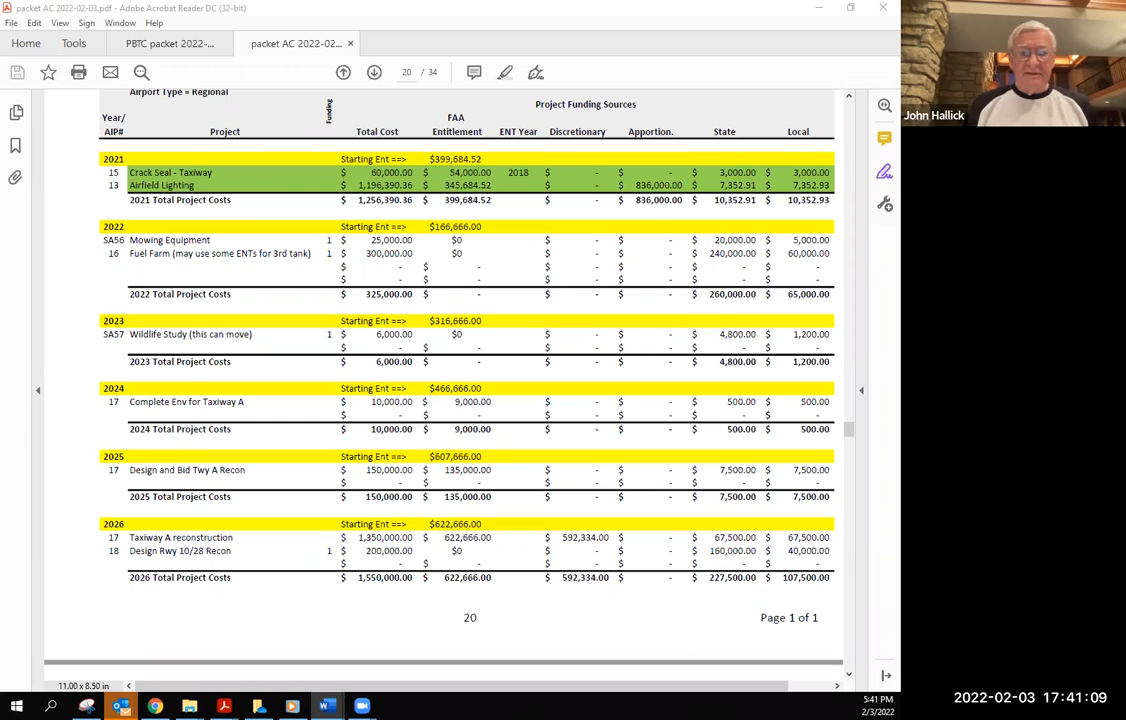 packet AC 2022-02-03.pdf - Adobe Acrobat Reader DC (32-bit)
File Edit View Sign Window Help
Home Tools PBTC packet 2022-... packet AC 2022-02... ×
20 / 34
Airport Type = Regional
Funding
Project Funding Sources
Year/ FAA
AIP# Project Total Cost Entitlement ENT Year Discretionary Apportion. State Local
2021 Starting Ent ==> $399,684.52
15 Crack Seal - Taxiway $ 60,000.00 $ 54,000.00 2018 $ - $ - $ 3,000.00 $ 3,000.00
13 Airfield Lighting $ 1,196,390.36 $ 345,684.52 $ - $ 836,000.00 $ 7,352.91 $ 7,352.93
2021 Total Project Costs $ 1,256,390.36 $ 399,684.52 $ - $ 836,000.00 $ 10,352.91 $ 10,352.93
2022 Starting Ent ==> $166,666.00
SA56 Mowing Equipment 1 $ 25,000.00 $0 $ - $ - $ 20,000.00 $ 5,000.00
16 Fuel Farm (may use some ENTs for 3rd tank) 1 $ 300,000.00 $0 $ - $ - $ 240,000.00 $ 60,000.00
$ - $ - $ - $ - $ - $ -
$ - $ - $ - $ - $ - $ -
2022 Total Project Costs $ 325,000.00 $ - $ - $ - $ 260,000.00 $ 65,000.00
2023 Starting Ent ==> $316,666.00
SA57 Wildlife Study (this can move) 1 $ 6,000.00 $0 $ - $ - $ 4,800.00 $ 1,200.00
$ - $ - $ - $ - $ - $ -
2023 Total Project Costs $ 6,000.00 $ - $ - $ - $ 4,800.00 $ 1,200.00
2024 Starting Ent ==> $466,666.00
17 Complete Env for Taxiway A $ 10,000.00 $ 9,000.00 $ - $ - $ 500.00 $ 500.00
$ - $ - $ - $ - $ - $ -
2024 Total Project Costs $ 10,000.00 $ 9,000.00 $ - $ - $ 500.00 $ 500.00
2025 Starting Ent ==> $607,666.00
17 Design and Bid Twy A Recon $ 150,000.00 $ 135,000.00 $ - $ - $ 7,500.00 $ 7,500.00
$ - $ - $ - $ - $ - $ -
2025 Total Project Costs $ 150,000.00 $ 135,000.00 $ - $ - $ 7,500.00 $ 7,500.00
2026 Starting Ent ==> $622,666.00
17 Taxiway A reconstruction $ 1,350,000.00 $ 622,666.00 $ 592,334.00 $ - $ 67,500.00 $ 67,500.00
18 Design Rwy 10/28 Recon 1 $ 200,000.00 $0 $ - $ - $ 160,000.00 $ 40,000.00
$ - $ - $ - $ - $ - $ -
2026 Total Project Costs $ 1,550,000.00 $ 622,666.00 $ 592,334.00 $ - $ 227,500.00 $ 107,500.00
20 Page 1 of 1
11.00 x 8.50 in
5:41 PM
2/3/2022
John Hallick
2022-02-03 17:41:09